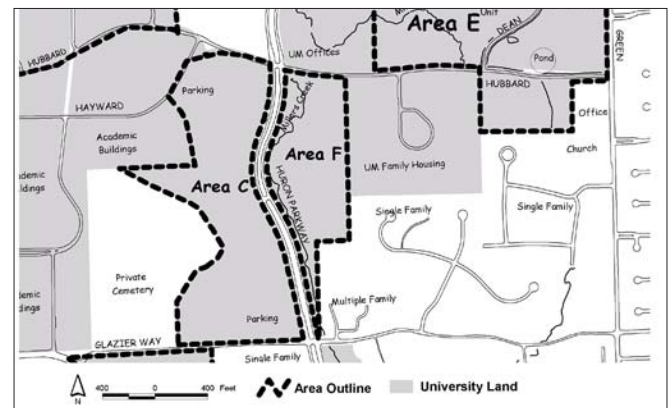 Area E
Unit
DEAN
GREEN
HUBBARD
UM Offices
Pond
HUBBARD
Parking
HAYWARD
Office
Academic
Buildings
Area F
Church
UM Family Housing
Area C
HURON PARKWAY
Single Family
Single Family
Private
Cemetery
Multiple Family
Parking
GLAZIER WAY
Single Family
400 0 400 Feet
N
Area Outline
University Land